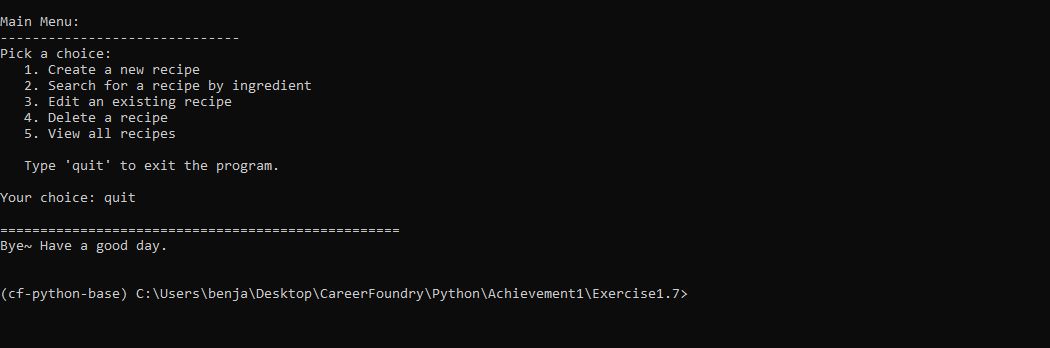 Main Menu:
------------------------------
Pick a choice:
   1. Create a new recipe
   2. Search for a recipe by ingredient
   3. Edit an existing recipe
   4. Delete a recipe
   5. View all recipes
   Type 'quit' to exit the program.
Your choice: quit
==================================================
Bye~ Have a good day.
(cf-python-base) C:\Users\benja\Desktop\CareerFoundry\Python\Achievement1\Exercise1.7>